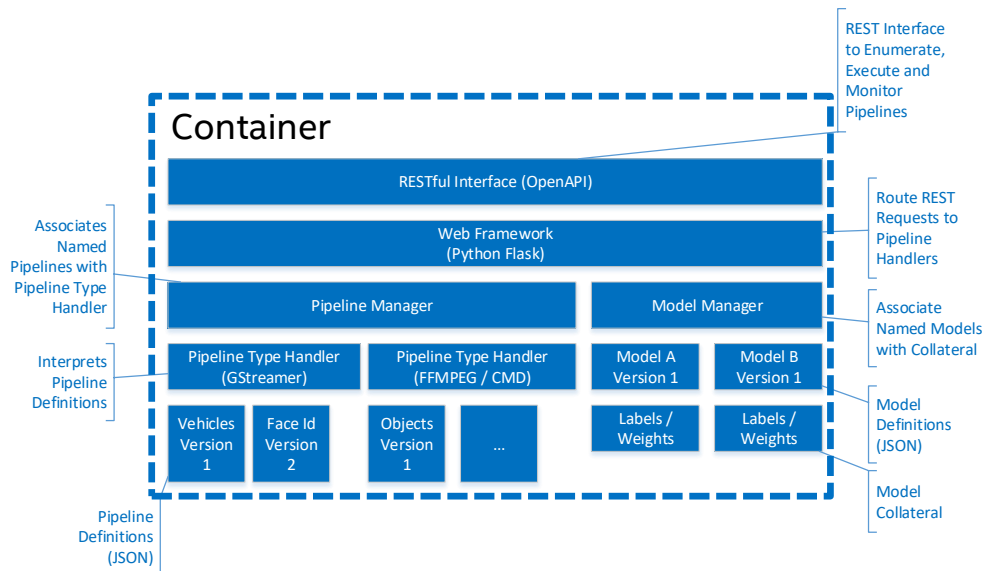 REST Interface
to Enumerate,
Execute and
Monitor
Pipelines
Container
RESTful Interface (OpenAPI)
Route REST
Requests to
Pipeline
Handlers
Web Framework
(Python Flask)
Associates
Named
Pipelines with
Pipeline Type
Handler
Pipeline Manager
Model Manager
Associate
Named Models
with Collateral
Interprets
Pipeline
Definitions
Pipeline Type Handler
(GStreamer)
Pipeline Type Handler
(FFMPEG / CMD)
Model A
Version 1
Model B
Version 1
Model
Definitions
(JSON)
Vehicles
Version
1
Face Id
Version
2
Objects
Version
1
...
Labels /
Weights
Labels /
Weights
Model
Collateral
Pipeline
Definitions
(JSON)